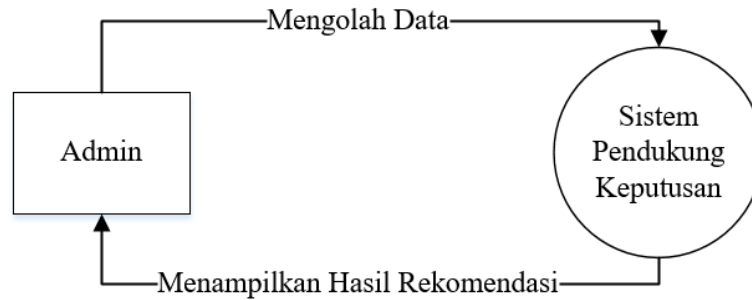 Mengolah Data
Admin
Sistem
Pendukung
Keputusan
Menampilkan Hasil Rekomendasi